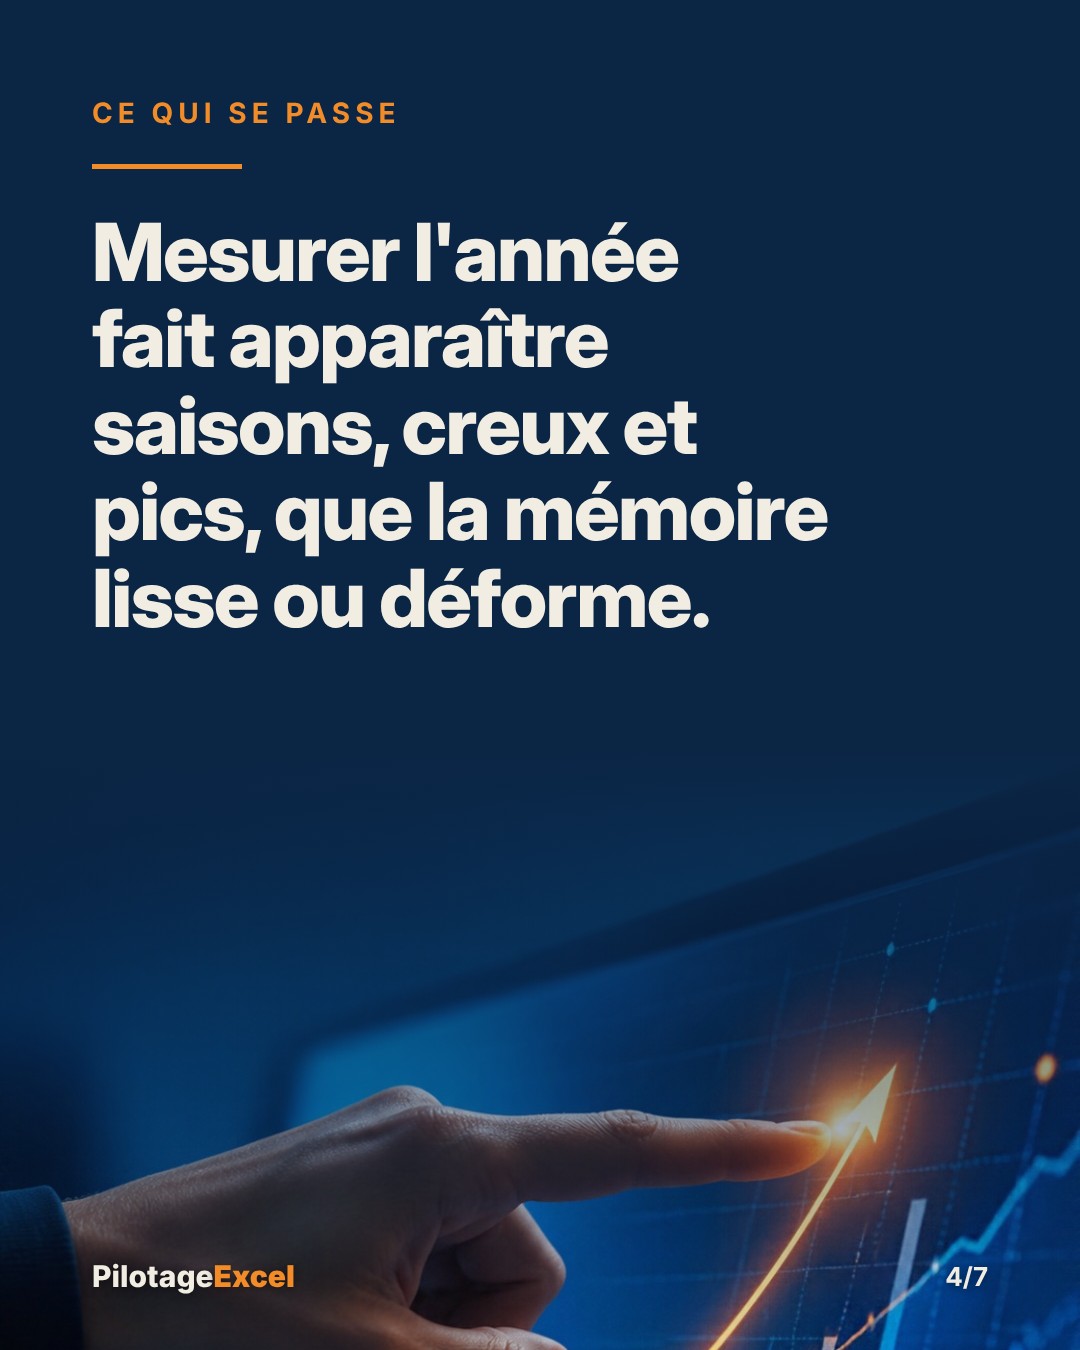 CE QUI SE PASSE
Mesurer l'année
fait apparaître
saisons, creux et
pics, que la mémoire
lisse ou déforme.
PilotageExcel
4/7